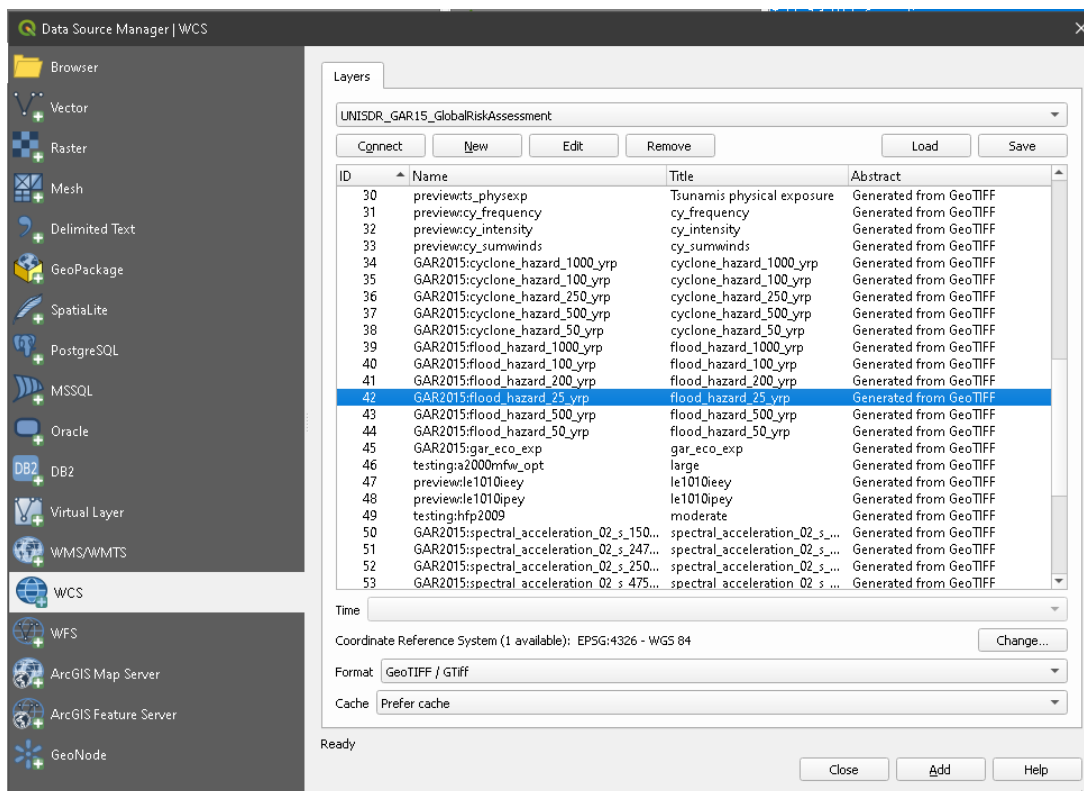 Data Source Manager | WCS
Browser
Vector
Raster
Mesh
Delimited Text
GeoPackage
SpatiaLite
PostgreSQL
MSSQL
Oracle
DB2 DB2
Virtual Layer
WMS/WMTS
WCS
WFS
ArcGIS Map Server
ArcGIS Feature Server
GeoNode
Layers
UNISDR_GAR15_GlobalRiskAssessment
Connect New Edit Remove Load Save
ID Name Title Abstract
30 preview:ts_physexp Tsunamis physical exposure Generated from GeoTIFF
31 preview:cy_frequency cy_frequency Generated from GeoTIFF
32 preview:cy_intensity cy_intensity Generated from GeoTIFF
33 preview:cy_sumwinds cy_sumwinds Generated from GeoTIFF
34 GAR2015:cyclone_hazard_1000_yrp cyclone_hazard_1000_yrp Generated from GeoTIFF
35 GAR2015:cyclone_hazard_100_yrp cyclone_hazard_100_yrp Generated from GeoTIFF
36 GAR2015:cyclone_hazard_250_yrp cyclone_hazard_250_yrp Generated from GeoTIFF
37 GAR2015:cyclone_hazard_500_yrp cyclone_hazard_500_yrp Generated from GeoTIFF
38 GAR2015:cyclone_hazard_50_yrp cyclone_hazard_50_yrp Generated from GeoTIFF
39 GAR2015:flood_hazard_1000_yrp flood_hazard_1000_yrp Generated from GeoTIFF
40 GAR2015:flood_hazard_100_yrp flood_hazard_100_yrp Generated from GeoTIFF
41 GAR2015:flood_hazard_200_yrp flood_hazard_200_yrp Generated from GeoTIFF
42 GAR2015:flood_hazard_25_yrp flood_hazard_25_yrp Generated from GeoTIFF
43 GAR2015:flood_hazard_500_yrp flood_hazard_500_yrp Generated from GeoTIFF
44 GAR2015:flood_hazard_50_yrp flood_hazard_50_yrp Generated from GeoTIFF
45 GAR2015:gar_eco_exp gar_eco_exp Generated from GeoTIFF
46 testing:a2000mfw_opt large Generated from GeoTIFF
47 preview:le1010ieey le1010ieey Generated from GeoTIFF
48 preview:le1010ipey le1010ipey Generated from GeoTIFF
49 testing:hfp2009 moderate Generated from GeoTIFF
50 GAR2015:spectral_acceleration_02_s_150... spectral_acceleration_02_s_... Generated from GeoTIFF
51 GAR2015:spectral_acceleration_02_s_247... spectral_acceleration_02_s_... Generated from GeoTIFF
52 GAR2015:spectral_acceleration_02_s_250... spectral_acceleration_02_s_... Generated from GeoTIFF
53 GAR2015:spectral_acceleration_02_s_475... spectral_acceleration_02_s_... Generated from GeoTIFF
Time
Coordinate Reference System (1 available): EPSG:4326 - WGS 84 Change...
Format GeoTIFF / GTiff
Cache Prefer cache
Ready
Close Add Help